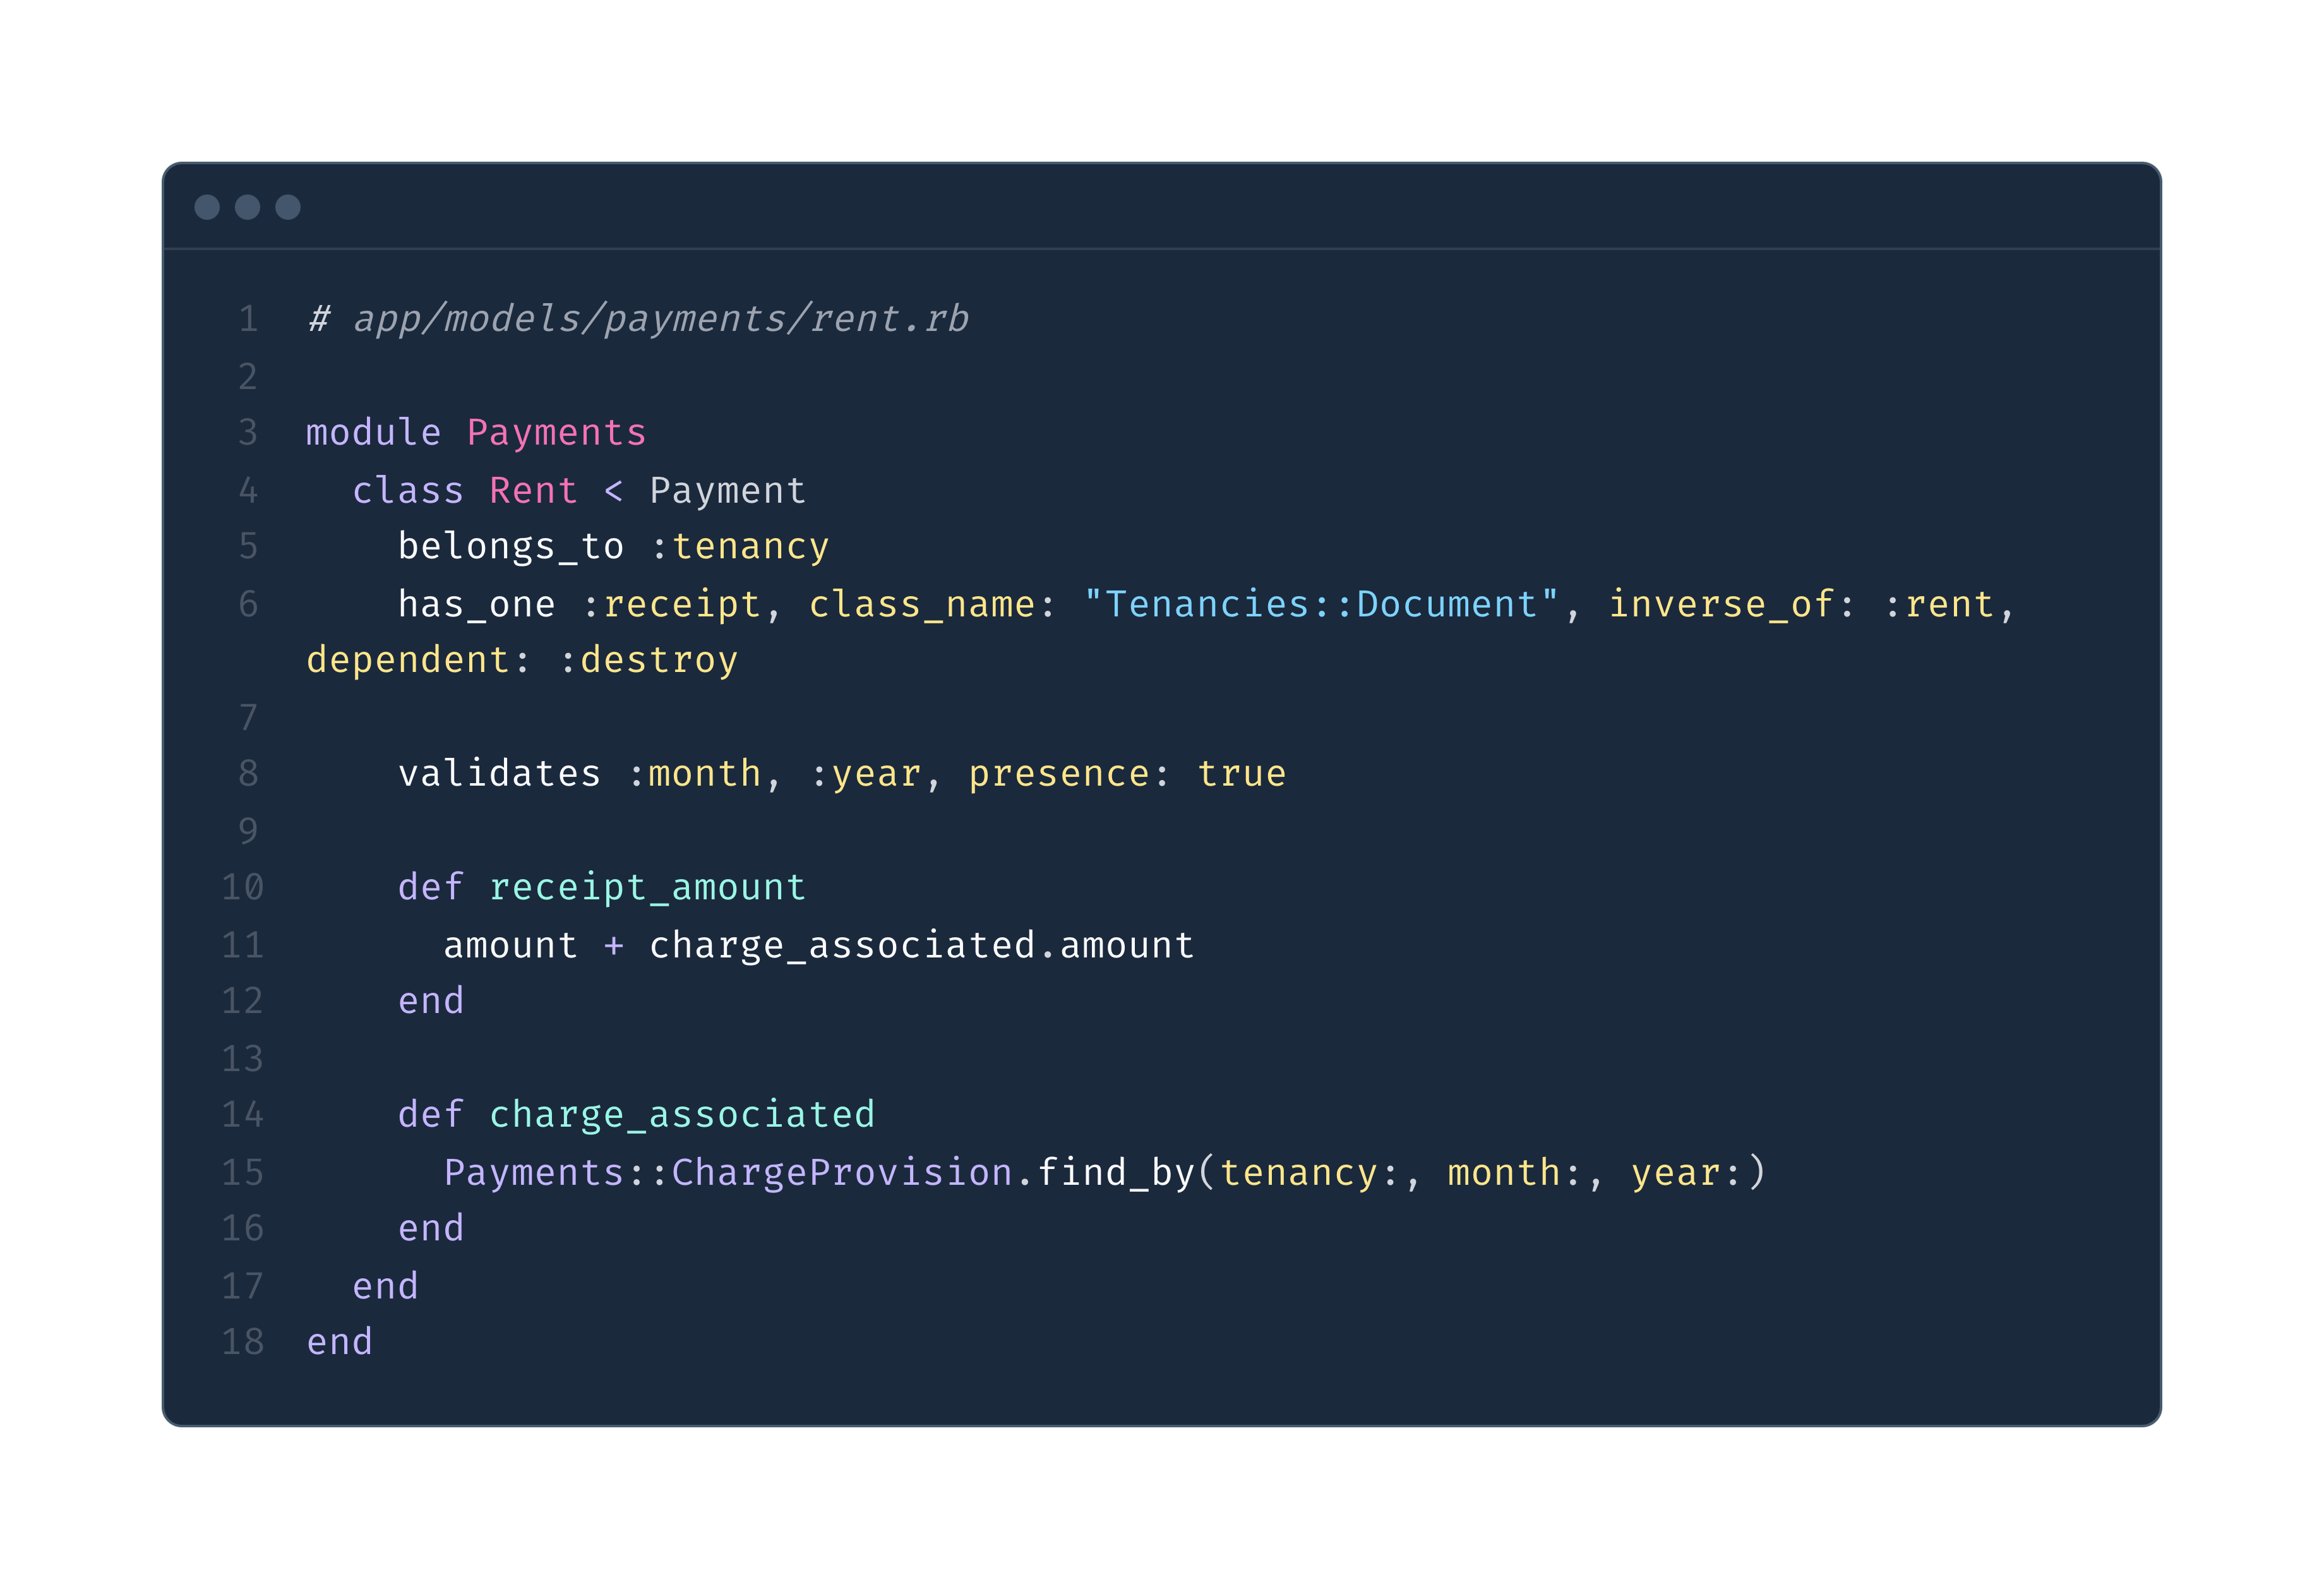 1 # app/models/payments/rent.rb
2
3 module Payments
4   class Rent < Payment
5     belongs_to :tenancy
6     has_one :receipt, class_name: "Tenancies::Document", inverse_of: :rent,
dependent: :destroy
7
8     validates :month, :year, presence: true
9
10     def receipt_amount
11       amount + charge_associated.amount
12     end
13
14     def charge_associated
15       Payments::ChargeProvision.find_by(tenancy:, month:, year:)
16     end
17   end
18 end